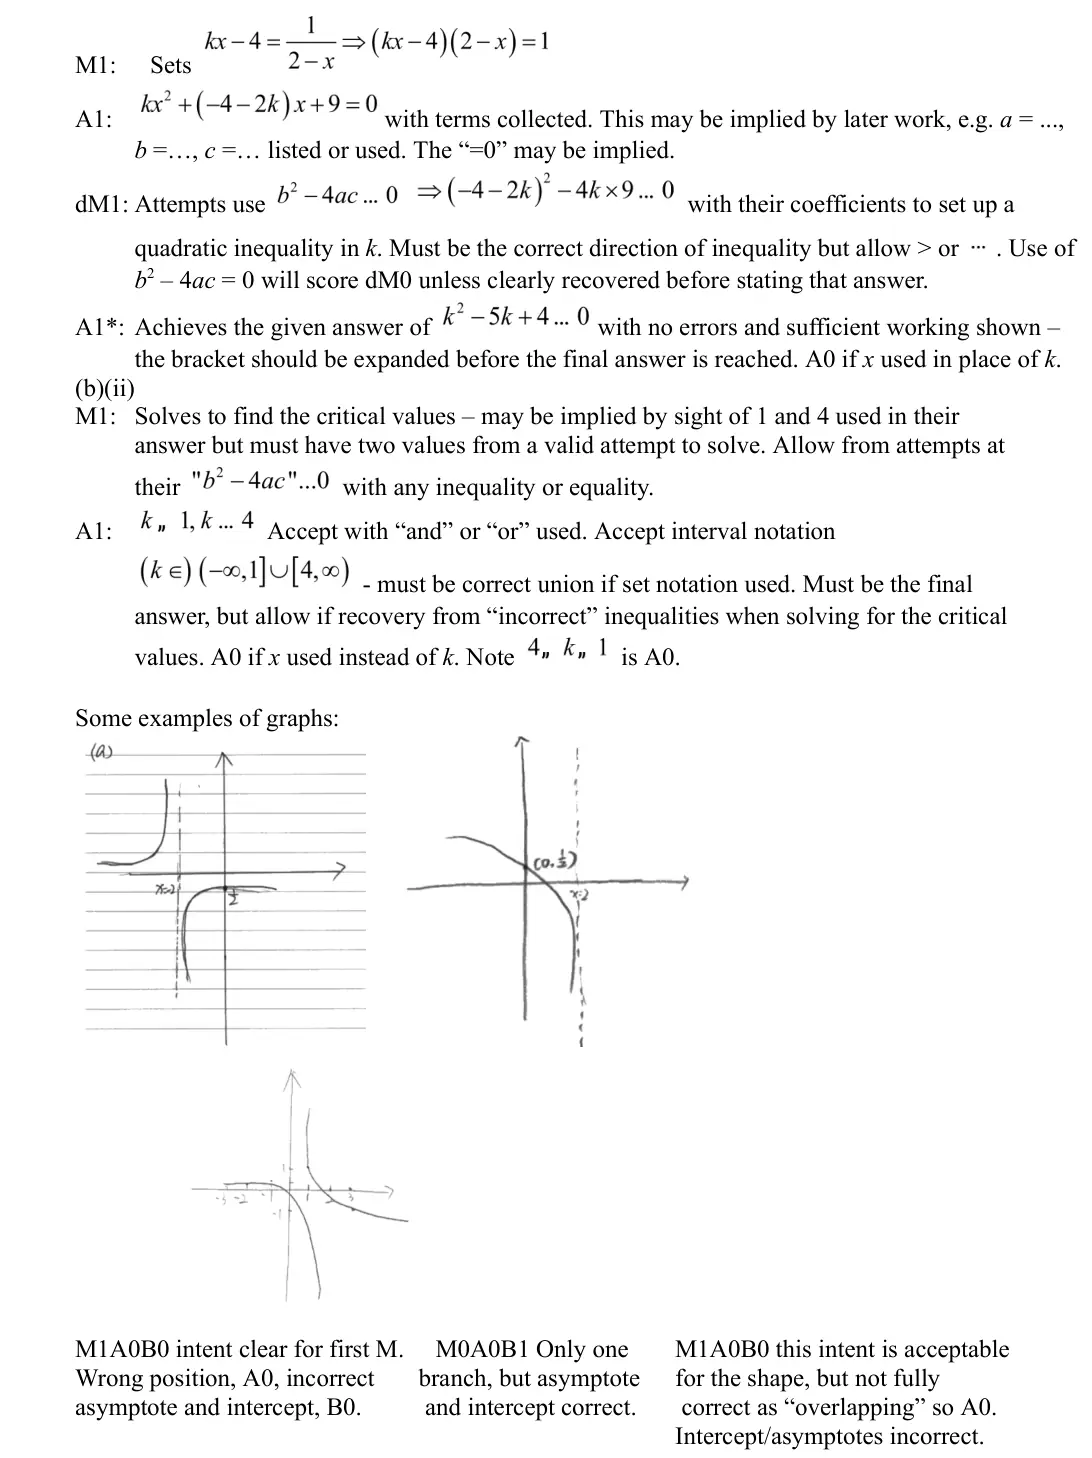 M1: Sets kx − 4 = 1/(2 − x) ⇒ (kx − 4)(2 − x) = 1
A1: kx² + (−4 − 2k)x + 9 = 0 with terms collected. This may be implied by later work, e.g. a = ...,
b =…, c =… listed or used. The “=0” may be implied.
dM1: Attempts use b² − 4ac ... 0 ⇒ (−4 − 2k)² − 4k × 9 ... 0 with their coefficients to set up a
quadratic inequality in k. Must be the correct direction of inequality but allow > or ... . Use of
b² – 4ac = 0 will score dM0 unless clearly recovered before stating that answer.
A1*: Achieves the given answer of k² − 5k + 4 ... 0 with no errors and sufficient working shown –
the bracket should be expanded before the final answer is reached. A0 if x used in place of k.
(b)(ii)
M1: Solves to find the critical values – may be implied by sight of 1 and 4 used in their
answer but must have two values from a valid attempt to solve. Allow from attempts at
their "b² − 4ac"...0 with any inequality or equality.
A1: k „ 1, k ... 4 Accept with “and” or “or” used. Accept interval notation
(k ∈) (−∞,1]∪[4,∞) - must be correct union if set notation used. Must be the final
answer, but allow if recovery from “incorrect” inequalities when solving for the critical
values. A0 if x used instead of k. Note 4 „ k „ 1 is A0.
Some examples of graphs:
(a)
(0, ½)
x=2
-3 -2 -1 1 2 3
1
-1
M1A0B0 intent clear for first M.
Wrong position, A0, incorrect
asymptote and intercept, B0.
M0A0B1 Only one
branch, but asymptote
and intercept correct.
M1A0B0 this intent is acceptable
for the shape, but not fully
correct as “overlapping” so A0.
Intercept/asymptotes incorrect.